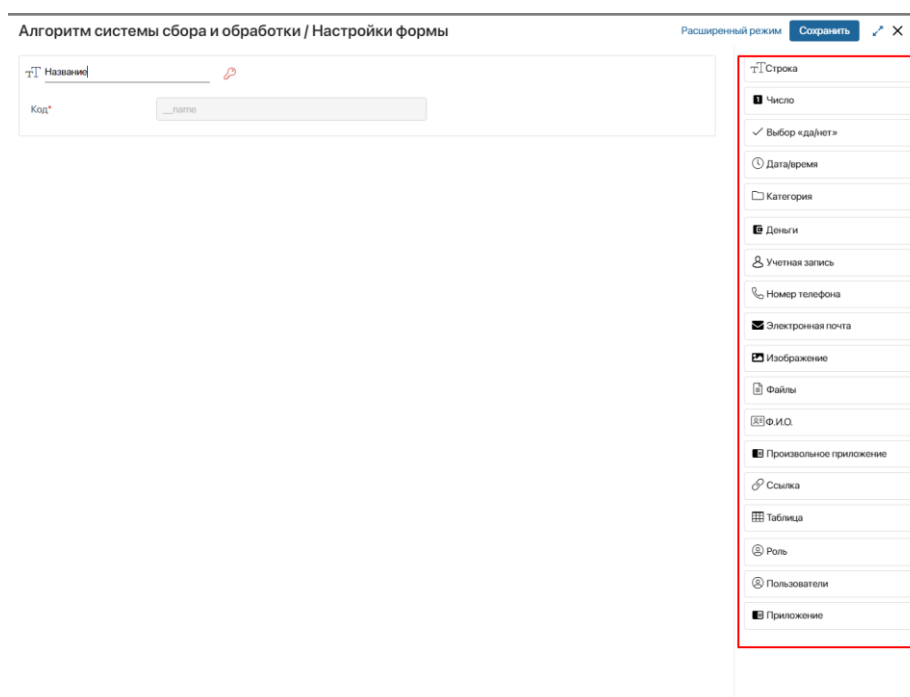 Алгоритм системы сбора и обработки / Настройки формы
Расширенный режим
Сохранить
Название
Код*
__name
Строка
Число
Выбор «да/нет»
Дата/время
Категория
Деньги
Учетная запись
Номер телефона
Электронная почта
Изображение
Файлы
Ф.И.О.
Произвольное приложение
Ссылка
Таблица
Роль
Пользователи
Приложение